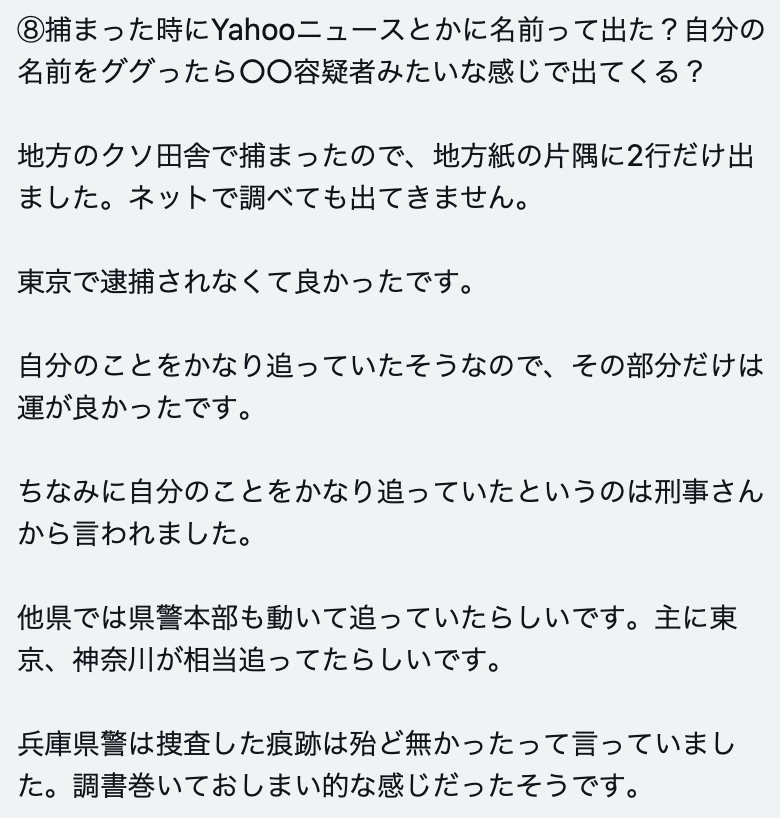 ⑧捕まった時にYahooニュースとかに名前って出た？自分の
名前をググったら〇〇容疑者みたいな感じで出てくる？
地方のクソ田舎で捕まったので、地方紙の片隅に2行だけ出
ました。ネットで調べても出てきません。
東京で逮捕されなくて良かったです。
自分のことをかなり追っていたそうなので、その部分だけは
運が良かったです。
ちなみに自分のことをかなり追っていたというのは刑事さん
から言われました。
他県では県警本部も動いて追っていたらしいです。主に東
京、神奈川が相当追ってたらしいです。
兵庫県警は捜査した痕跡は殆ど無かったって言っていまし
た。調書巻いておしまい的な感じだったそうです。